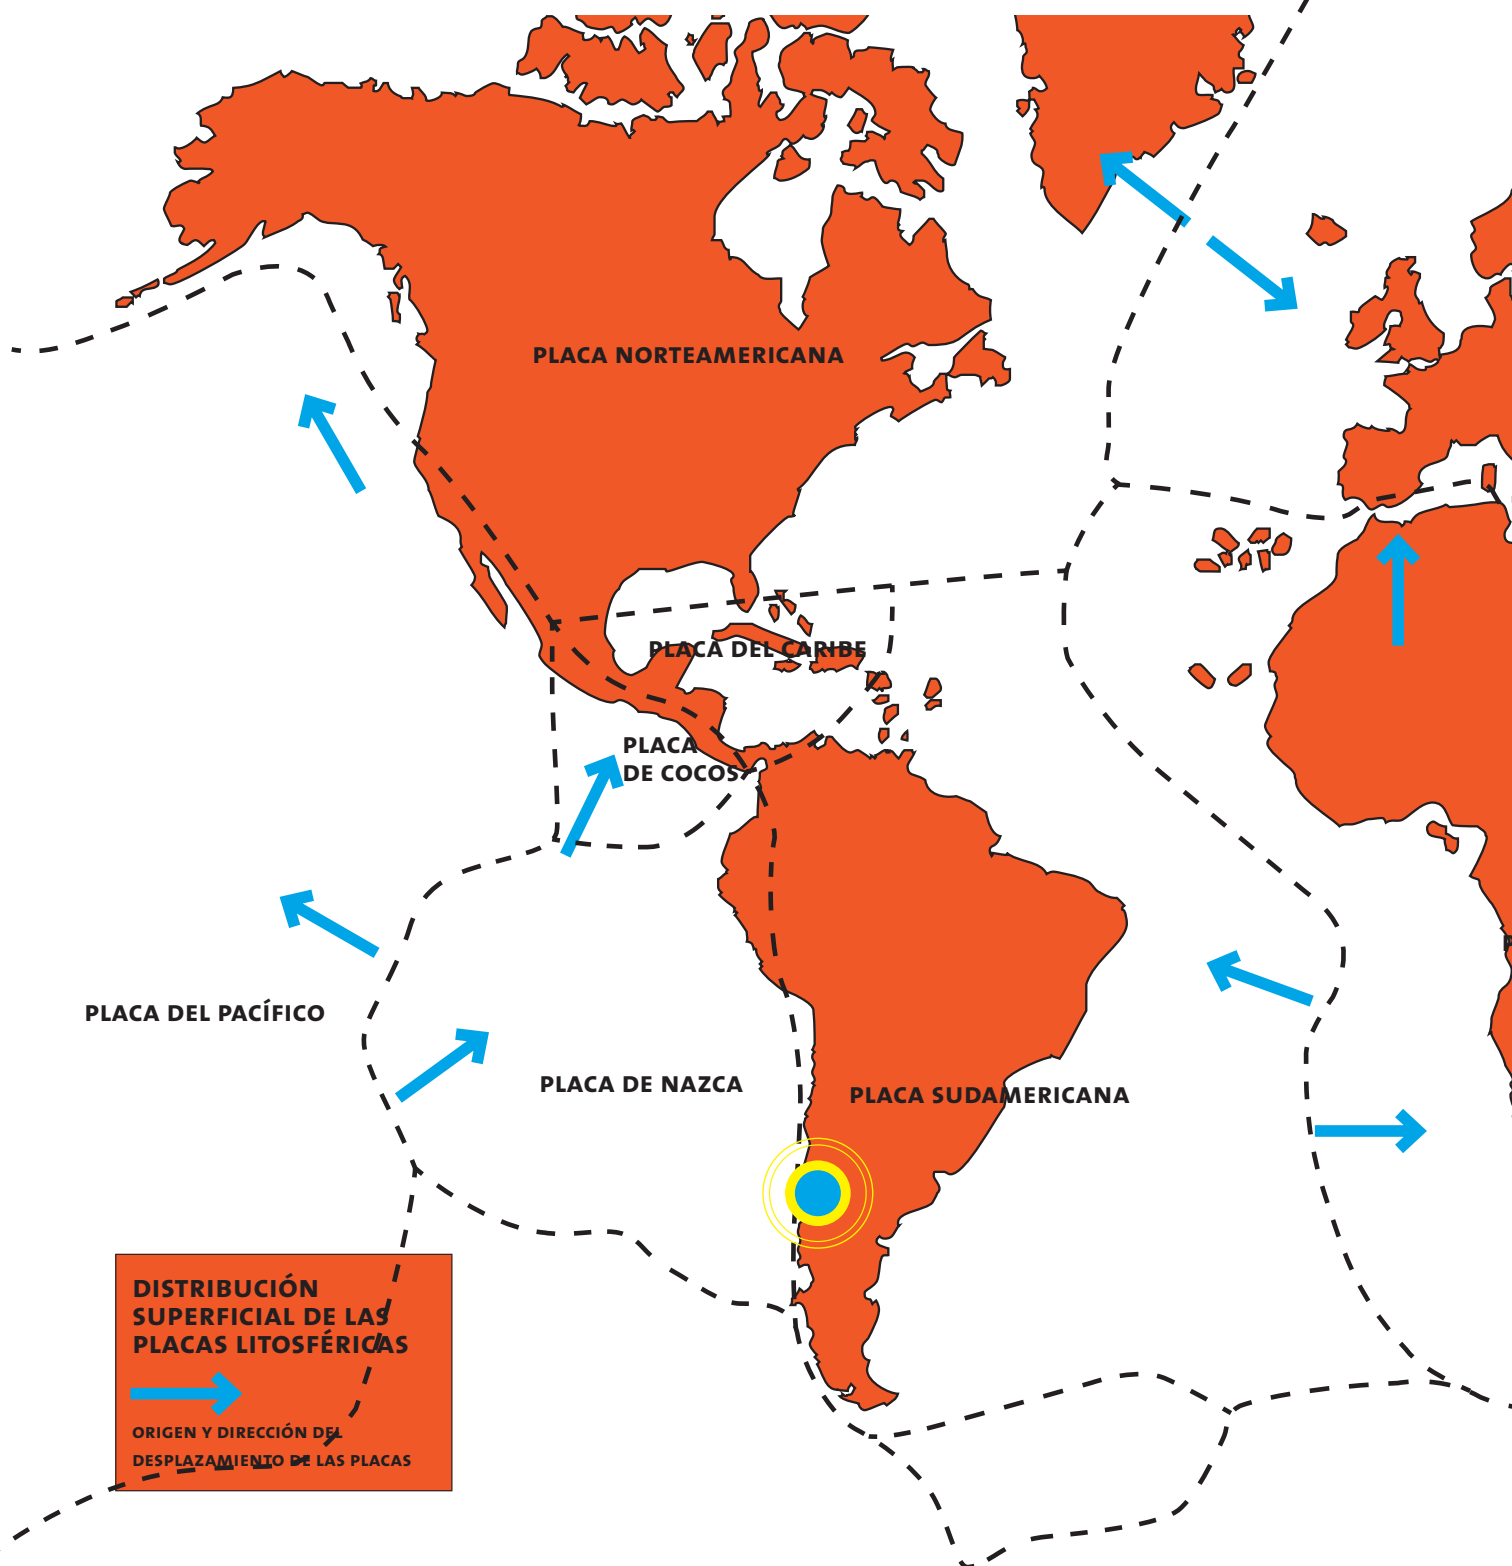 PLACA NORTEAMERICANA
PLACA DEL CARIBE
PLACA
DE COCOS
PLACA DEL PACÍFICO
PLACA DE NAZCA
PLACA SUDAMERICANA
DISTRIBUCIÓN
SUPERFICIAL DE LAS
PLACAS LITOSFÉRICAS
ORIGEN Y DIRECCIÓN DEL
DESPLAZAMIENTO DE LAS PLACAS